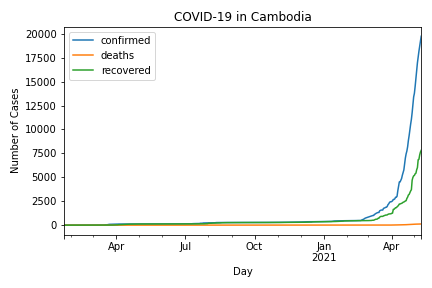 COVID-19 in Cambodia
confirmed
deaths
recovered
20000
17500
15000
12500
10000
7500
5000
2500
0
Number of Cases
Apr
Jul
Oct
Jan
2021
Apr
Day